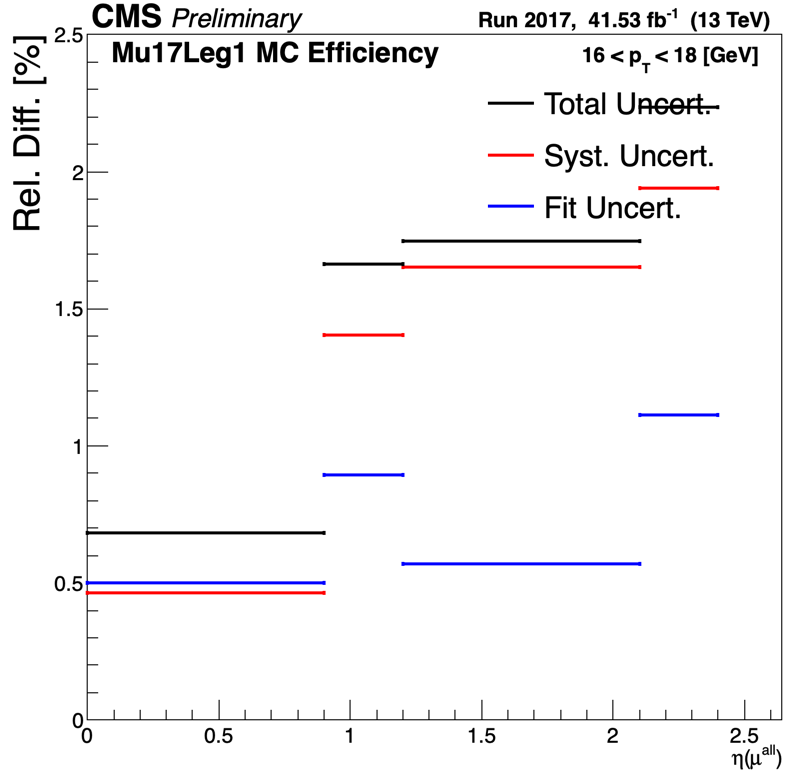 CMS Preliminary Run 2017, 41.53 fb⁻¹ (13 TeV)
Mu17Leg1 MC Efficiency 16 < p_T < 18 [GeV]
Total Uncert.
Syst. Uncert.
Fit Uncert.
Rel. Diff. [%]
2.5
2
1.5
1
0.5
0
0 0.5 1 1.5 2 2.5
η(μ^all)